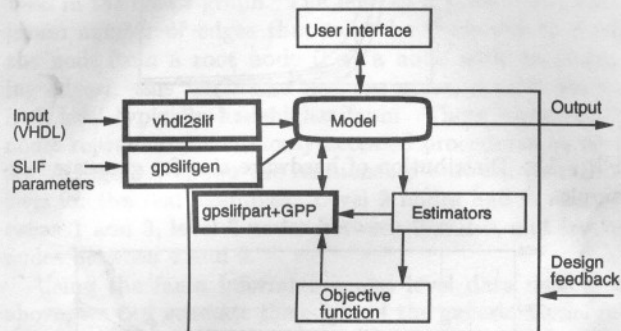 User interface
Input
(VHDL)
vhdl2slif
Model
Output
SLIF
parameters
gpslifgen
gpslifpart+GPP
Estimators
Objective
function
Design
feedback